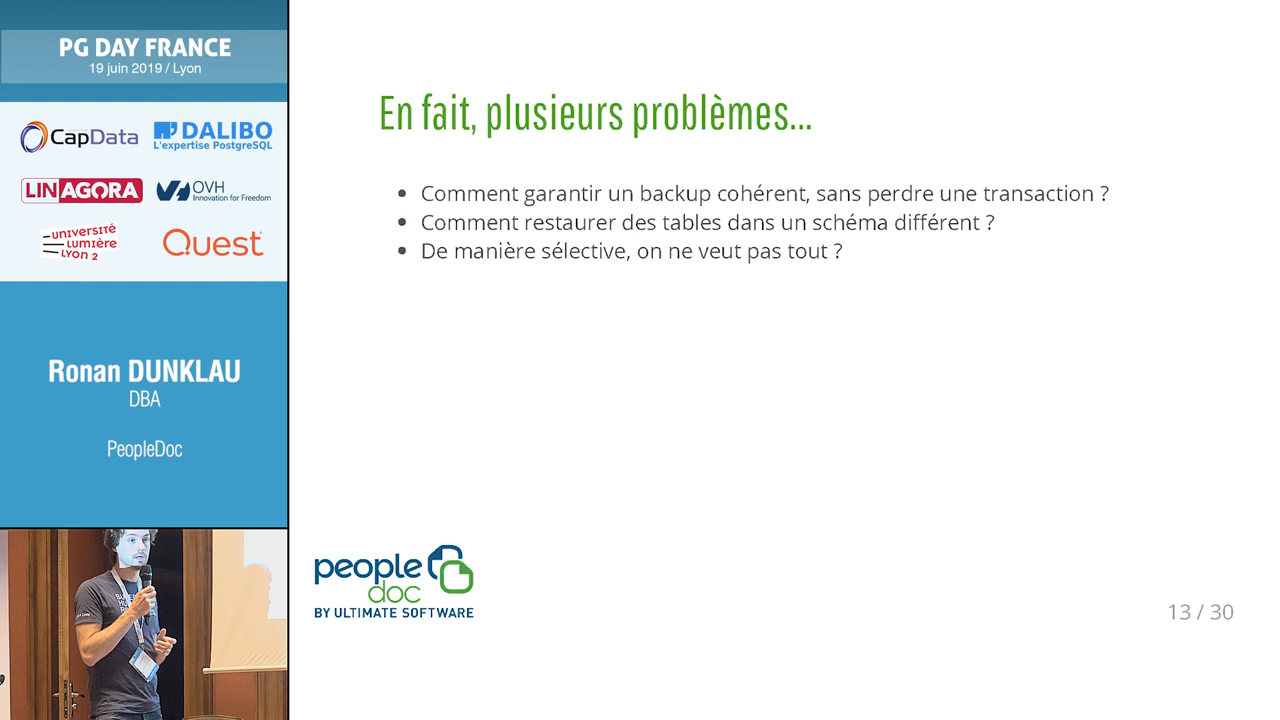 PG DAY FRANCE
19 juin 2019 / Lyon
CapData
DALIBO
L'expertise PostgreSQL
LINAGORA
OVH
Innovation for Freedom
UNIVERSITÉ
LUMIÈRE
LYON 2
Quest
Ronan DUNKLAU
DBA
PeopleDoc
En fait, plusieurs problèmes...
• Comment garantir un backup cohérent, sans perdre une transaction ?
• Comment restaurer des tables dans un schéma différent ?
• De manière sélective, on ne veut pas tout ?
people
doc
BY ULTIMATE SOFTWARE
13 / 30